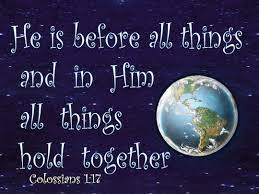 He is before all things
and in Him
all things
hold together
Colossians 1:17